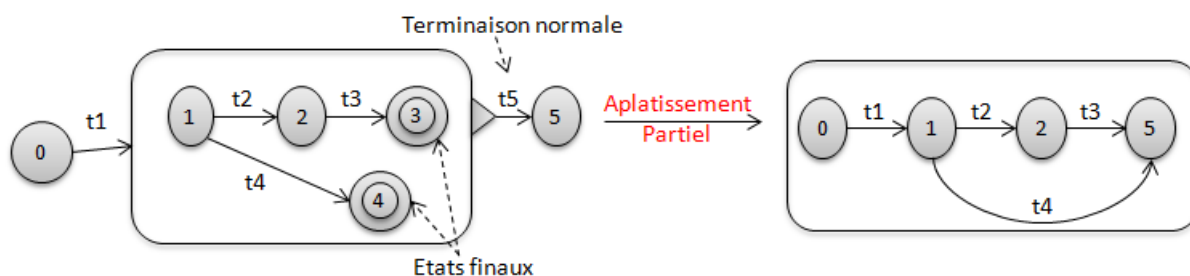 Terminaison normale
t1
0
1
t2
2
t3
3
t4
4
t5
5
Etats finaux
Aplatissement
Partiel
0
t1
1
t2
2
t3
5
t4